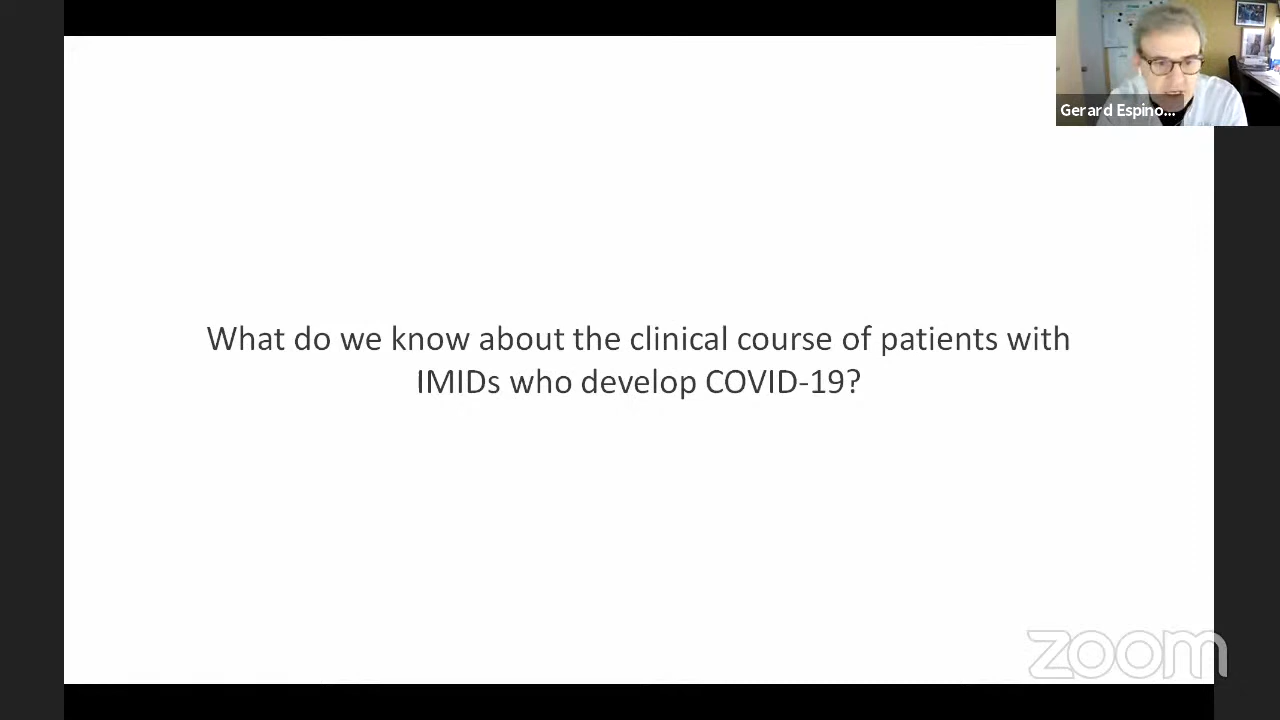 Gerard Espino...
What do we know about the clinical course of patients with
IMIDs who develop COVID-19?
zoom